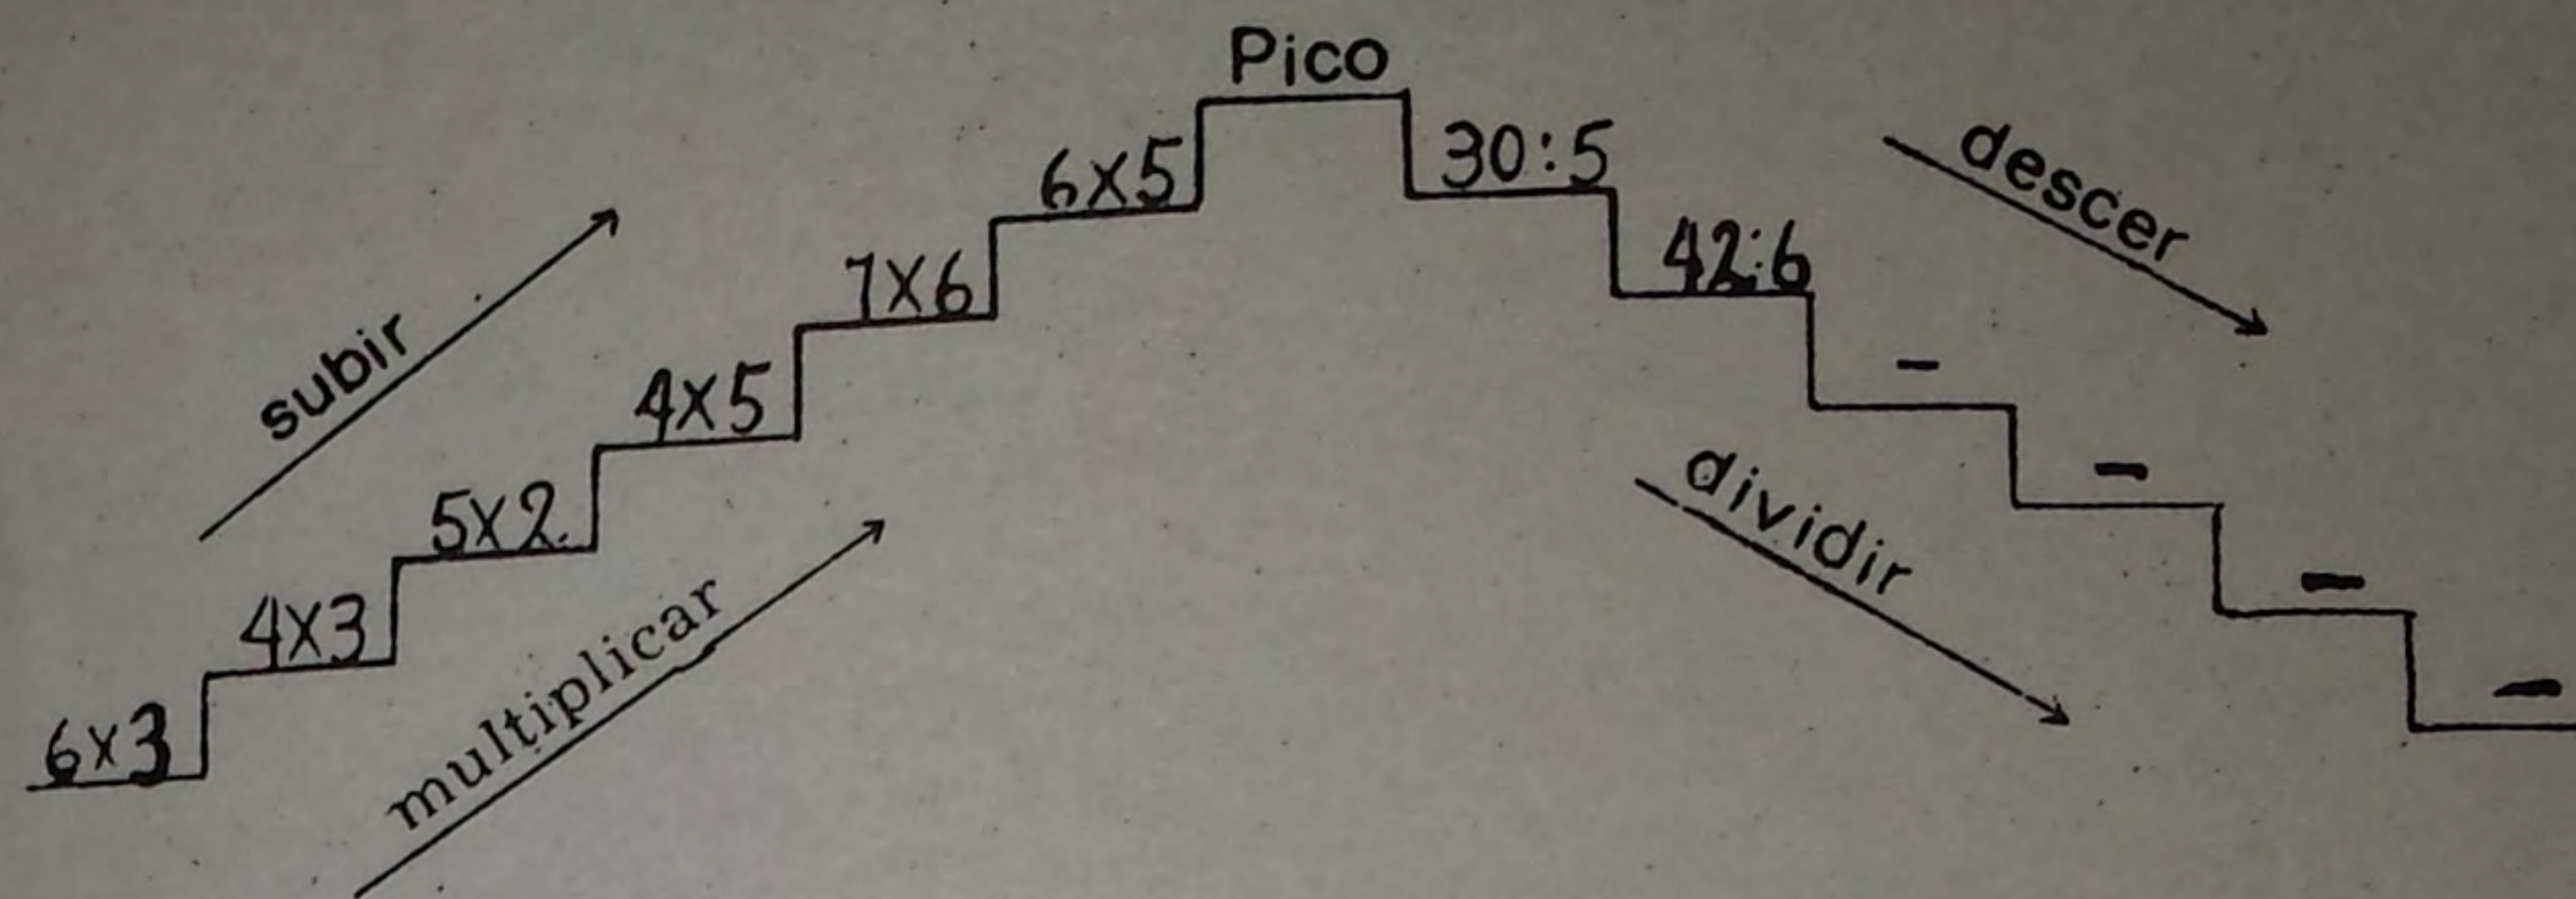 Pico
6x5
30:5
descer
7x6
42:6
subir
4x5
-
5x2
-
dividir
4x3
multiplicar
-
6x3
-